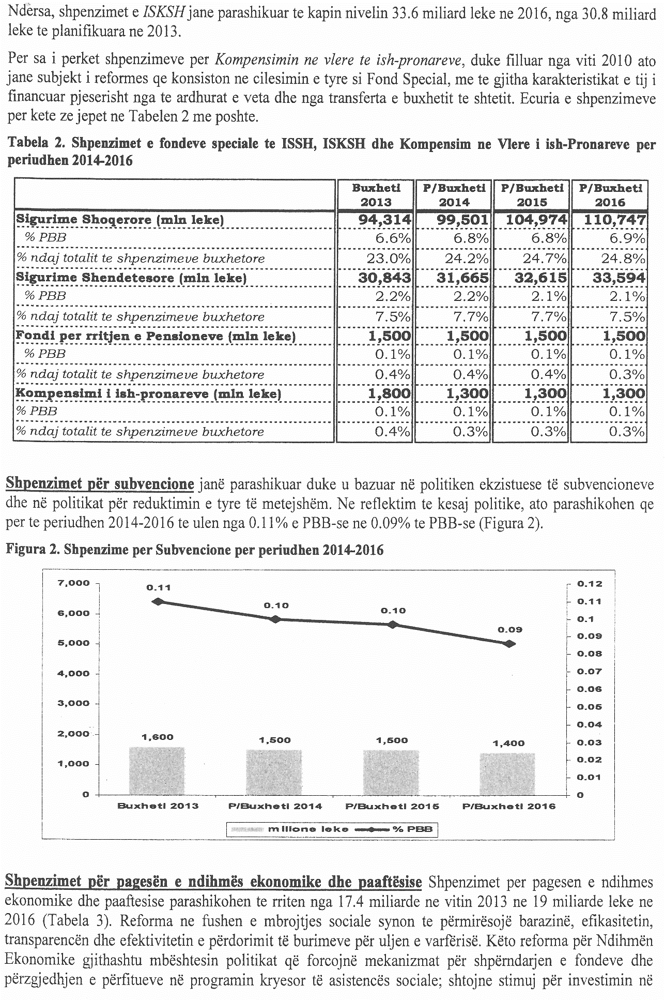 Ndërsa, shpenzimet e ISKSH jane parashikuar te kapin nivelin 33.6 miliard leke ne 2016, nga 30.8 miliard
leke te planifikuara ne 2013.
Per sa i perket shpenzimeve per Kompensimin ne vlere te ish-pronareve, duke filluar nga viti 2010 ato
jane subjekt i reformes qe konsiston ne cilesimin e tyre si Fond Special, me te gjitha karakteristikat e tij i
financuar pjeserisht nga te ardhurat e veta dhe nga transferta e buxhetit te shtetit. Ecuria e shpenzimeve
per kete ze jepet ne Tabelen 2 me poshte.
Tabela 2. Shpenzimet e fondeve speciale te ISSH, ISKSH dhe Kompensim ne Vlere i ish-Pronareve per
periudhen 2014-2016
Buxheti 2013 P/Buxheti 2014 P/Buxheti 2015 P/Buxheti 2016
Sigurime Shoqerore (mln leke) 94,314 99,501 104,974 110,747
% PBB 6.6% 6.8% 6.8% 6.9%
% ndaj totalit te shpenzimeve buxhetore 23.0% 24.2% 24.7% 24.8%
Sigurime Shendetesore (mln leke) 30,843 31,665 32,615 33,594
% PBB 2.2% 2.2% 2.1% 2.1%
% ndaj totalit te shpenzimeve buxhetore 7.5% 7.7% 7.7% 7.5%
Fondi per rritjen e Pensioneve (mln leke) 1,500 1,500 1,500 1,500
% PBB 0.1% 0.1% 0.1% 0.1%
% ndaj totalit te shpenzimeve buxhetore 0.4% 0.4% 0.4% 0.3%
Kompensimi i ish-pronareve (mln leke) 1,800 1,300 1,300 1,300
% PBB 0.1% 0.1% 0.1% 0.1%
% ndaj totalit te shpenzimeve buxhetore 0.4% 0.3% 0.3% 0.3%
Shpenzimet për subvencione janë parashikuar duke u bazuar në politiken ekzistuese të subvencioneve
dhe në politikat për reduktimin e tyre të metejshëm. Ne reflektim te kesaj politike, ato parashikohen qe
per te periudhen 2014-2016 te ulen nga 0.11% e PBB-se ne 0.09% te PBB-se (Figura 2).
Figura 2. Shpenzime per Subvencione per periudhen 2014-2016
7,000
6,000
5,000
4,000
3,000
2,000
1,000
0
0.11
0.10
0.10
0.09
1,600
1,500
1,500
1,400
0.12
0.11
0.1
0.09
0.08
0.07
0.06
0.05
0.04
0.03
0.02
0.01
0
Buxheti 2013 P/Buxheti 2014 P/Buxheti 2015 P/Buxheti 2016
milione leke % PBB
Shpenzimet për pagesën e ndihmës ekonomike dhe paaftësise Shpenzimet per pagesen e ndihmes
ekonomike dhe paaftesise parashikohen te rriten nga 17.4 miliarde ne vitin 2013 ne 19 miliarde leke ne
2016 (Tabela 3). Reforma ne fushen e mbrojtjes sociale synon te përmirësojë barazinë, efikasitetin,
transparencën dhe efektivitetin e përdorimit të burimeve për uljen e varfërisë. Këto reforma për Ndihmën
Ekonomike gjithashtu mbështesin politikat që forcojnë mekanizmat për shpërndarjen e fondeve dhe
përzgjedhjen e përfitueve në programin kryesor të asistencës sociale; shtojne stimuj për investimin në